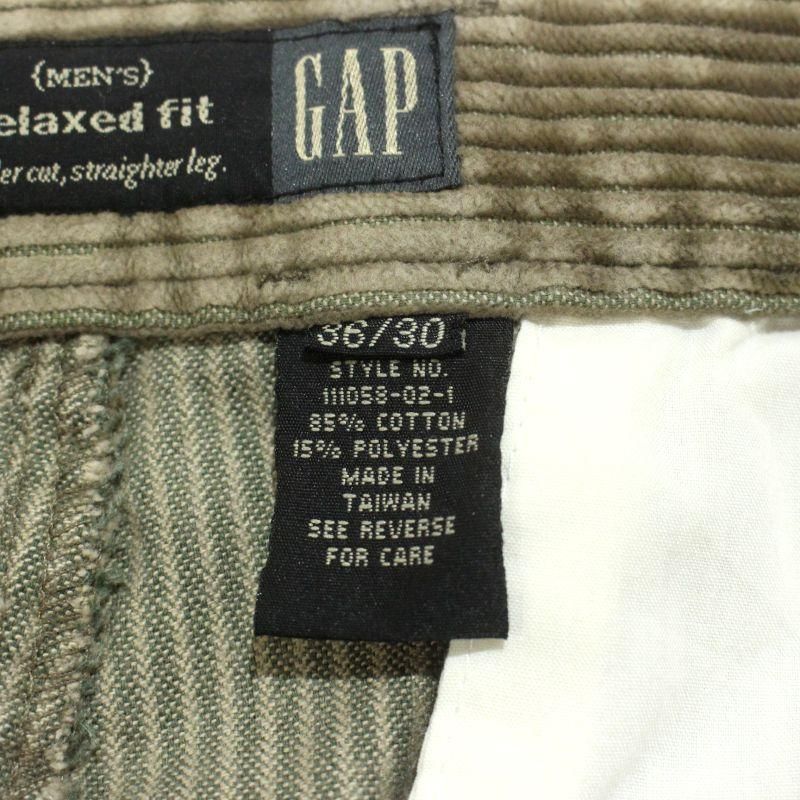 {MEN'S}
elaxed fit
er cut, straighter leg.
GAP
36/30
STYLE NO.
111058-02-1
85% COTTON
15% POLYESTER
MADE IN
TAIWAN
SEE REVERSE
FOR CARE